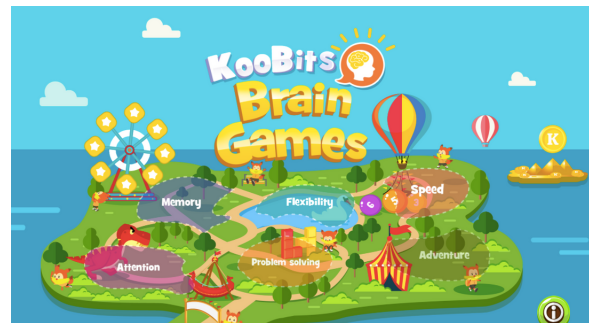 KooBits
Brain
Games
Memory
Flexibility
Speed
Attention
Problem solving
Adventure
K